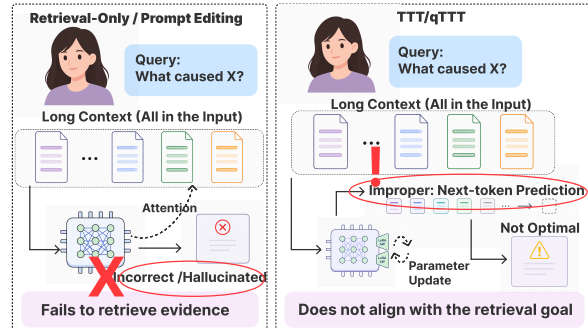 Retrieval-Only / Prompt Editing
Query:
What caused X?
Long Context (All in the Input)
...
Attention
Incorrect /Hallucinated
Fails to retrieve evidence
TTT/qTTT
Query:
What caused X?
Long Context (All in the Input)
...
Improper: Next-token Prediction
...
Not Optimal
Parameter
Update
Does not align with the retrieval goal